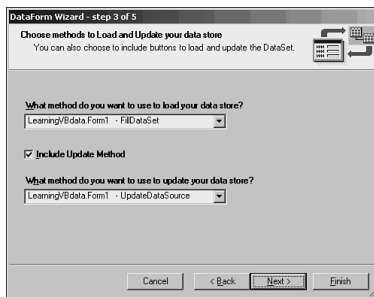 DataForm Wizard - step 3 of 5
Choose methods to Load and Update your data store
You can also choose to include buttons to load and update the DataSet.
What method do you want to use to load your data store?
LearningVBdata.Form1 - FillDataSet
Include Update Method
What method do you want to use to update your data store?
LearningVBdata.Form1 - UpdateDataSource
Cancel < Back Next > Finish